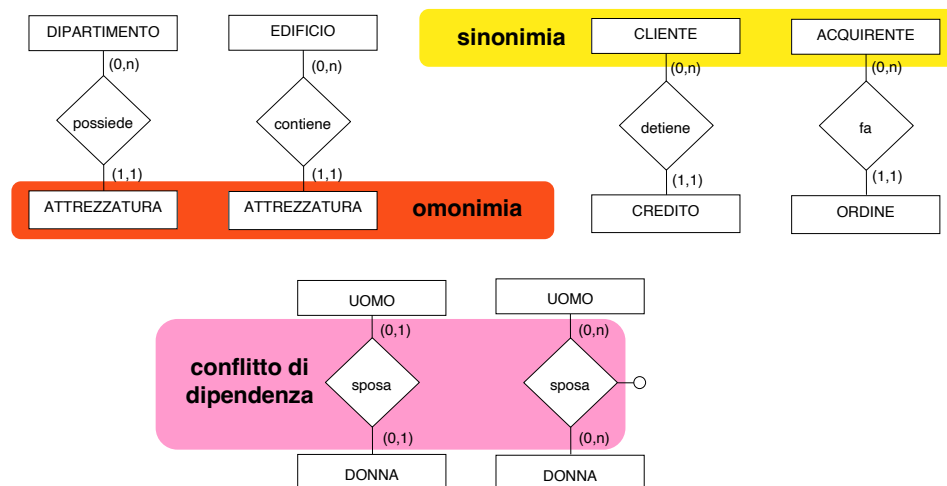 DIPARTIMENTO
(0,n)
possiede
(1,1)
ATTREZZATURA
EDIFICIO
(0,n)
contiene
(1,1)
ATTREZZATURA
omonimia
sinonimia
CLIENTE
(0,n)
detiene
(1,1)
CREDITO
ACQUIRENTE
(0,n)
fa
(1,1)
ORDINE
conflitto di
dipendenza
UOMO
(0,1)
sposa
(0,1)
DONNA
UOMO
(0,n)
sposa
(0,n)
DONNA